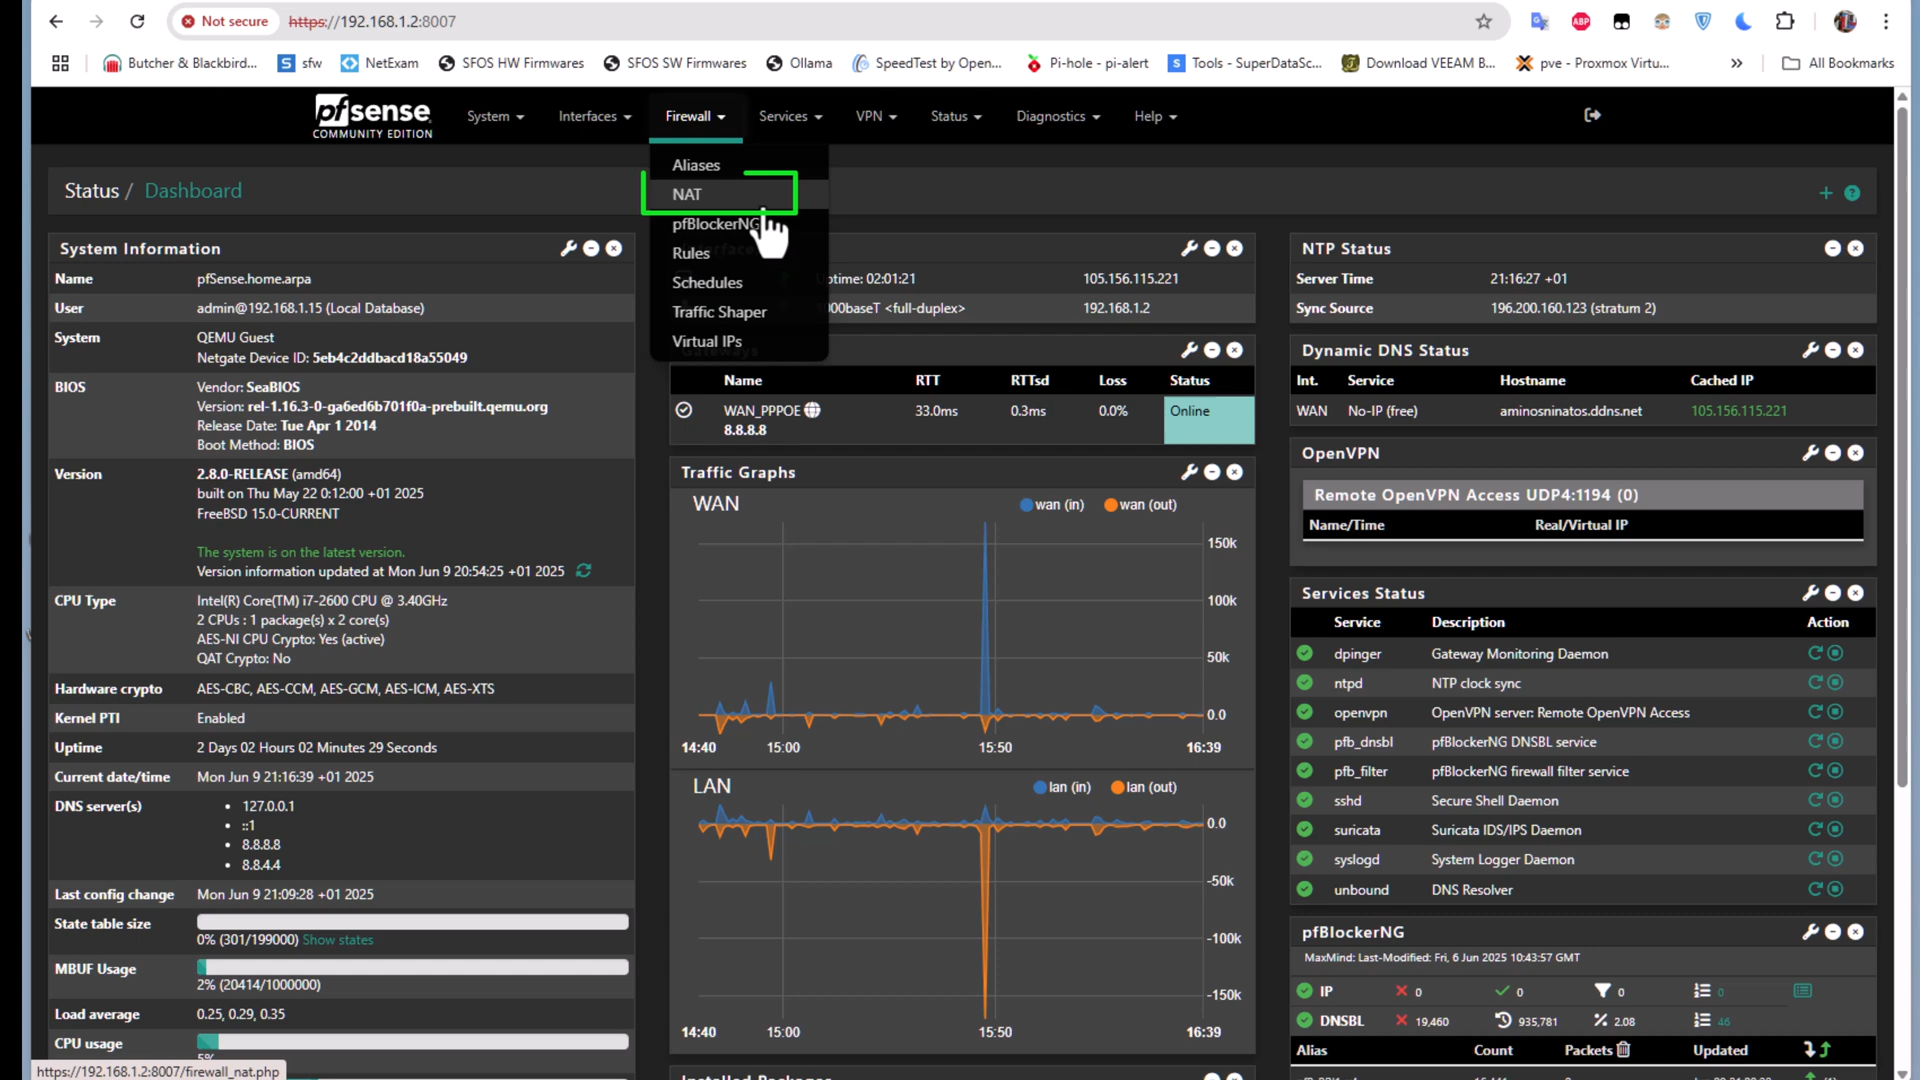 Not secure https://192.168.1.2:8007
ABP
Butcher & Blackbird...
sfw
NetExam
SFOS HW Firmwares
SFOS SW Firmwares
Ollama
SpeedTest by Open...
Pi-hole - pi-alert
Tools - SuperDataSc...
Download VEEAM B...
pve - Proxmox Virtu...
All Bookmarks
pfsense
COMMUNITY EDITION
System Interfaces Firewall Services VPN Status Diagnostics Help
Aliases
NAT
pfBlockerNG
Rules
Schedules
Traffic Shaper
Virtual IPs
Status / Dashboard
System Information
Name pfSense.home.arpa
User admin@192.168.1.15 (Local Database)
System QEMU Guest
Netgate Device ID: 5eb4c2ddbacd18a55049
BIOS Vendor: SeaBIOS
Version: rel-1.16.3-0-ga6ed6b701f0a-prebuilt.qemu.org
Release Date: Tue Apr 1 2014
Boot Method: BIOS
Version 2.8.0-RELEASE (amd64)
built on Thu May 22 0:12:00 +01 2025
FreeBSD 15.0-CURRENT
The system is on the latest version.
Version information updated at Mon Jun 9 20:54:25 +01 2025
CPU Type Intel(R) Core(TM) i7-2600 CPU @ 3.40GHz
2 CPUs : 1 package(s) x 2 core(s)
AES-NI CPU Crypto: Yes (active)
QAT Crypto: No
Hardware crypto AES-CBC, AES-CCM, AES-GCM, AES-ICM, AES-XTS
Kernel PTI Enabled
Uptime 2 Days 02 Hours 02 Minutes 29 Seconds
Current date/time Mon Jun 9 21:16:39 +01 2025
DNS server(s)
• 127.0.0.1
• ::1
• 8.8.8.8
• 8.8.4.4
Last config change Mon Jun 9 21:09:28 +01 2025
State table size
0% (301/199000) Show states
MBUF Usage
2% (20414/1000000)
Load average 0.25, 0.29, 0.35
CPU usage
5%
https://192.168.1.2:8007/firewall_nat.php
Uptime: 02:01:21 105.156.115.221
<full-duplex> 192.168.1.2
Name RTT RTTsd Loss Status
WAN_PPPOE 33.0ms 0.3ms 0.0% Online
8.8.8.8
Traffic Graphs
WAN
wan (in) wan (out)
150k
100k
50k
0.0
14:40 15:00 15:50 16:39
LAN
lan (in) lan (out)
0.0
-50k
-100k
-150k
14:40 15:00 15:50 16:39
NTP Status
Server Time 21:16:27 +01
Sync Source 196.200.160.123 (stratum 2)
Dynamic DNS Status
Int. Service Hostname Cached IP
WAN No-IP (free) aminosninatos.ddns.net 105.156.115.221
OpenVPN
Remote OpenVPN Access UDP4:1194 (0)
Name/Time Real/Virtual IP
Services Status
Service Description Action
dpinger Gateway Monitoring Daemon
ntpd NTP clock sync
openvpn OpenVPN server: Remote OpenVPN Access
pfb_dnsbl pfBlockerNG DNSBL service
pfb_filter pfBlockerNG firewall filter service
sshd Secure Shell Daemon
suricata Suricata IDS/IPS Daemon
syslogd System Logger Daemon
unbound DNS Resolver
pfBlockerNG
MaxMind: Last-Modified: Fri, 6 Jun 2025 10:43:57 GMT
IP 0 0 0 0
DNSBL 19,460 935,781 2.08 46
Alias Count Packets Updated